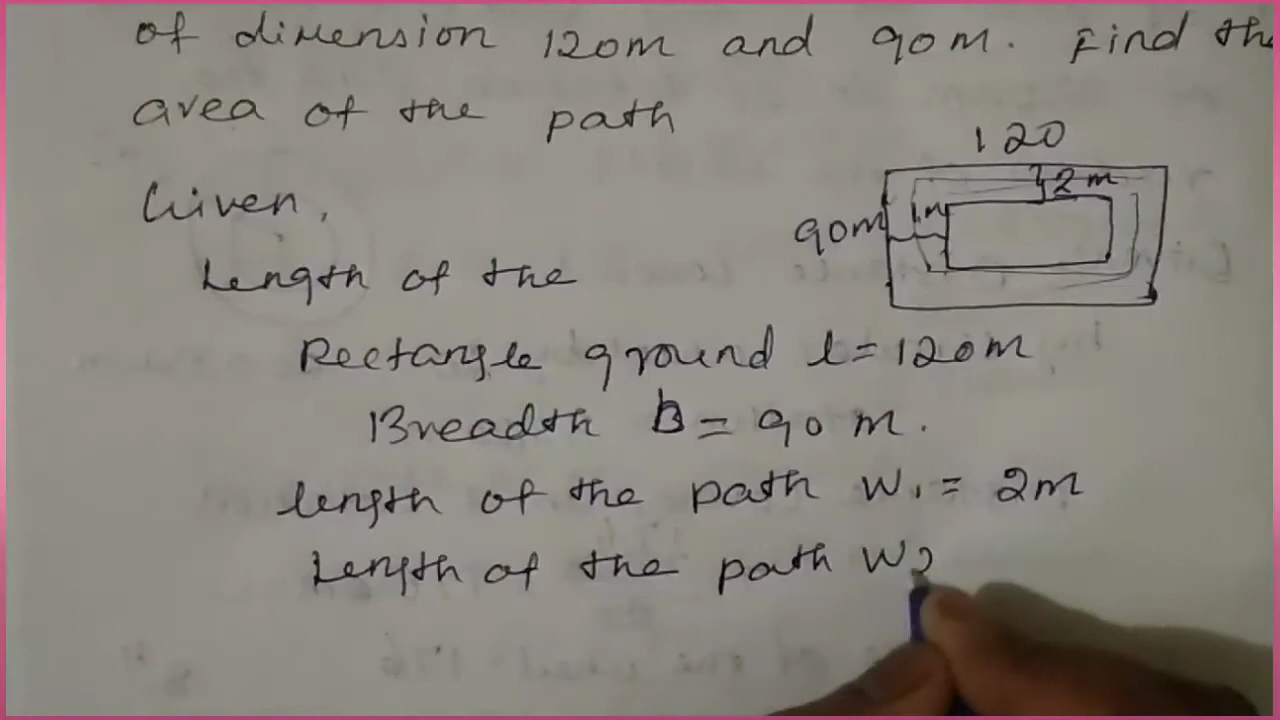 of dimension 120m and 90m. Find the
area of the path
120
Given,
2m
90m
1m
Length of the
Rectangle ground l=120m
Breadth B=90m.
length of the path W1=2m
Length of the path W2